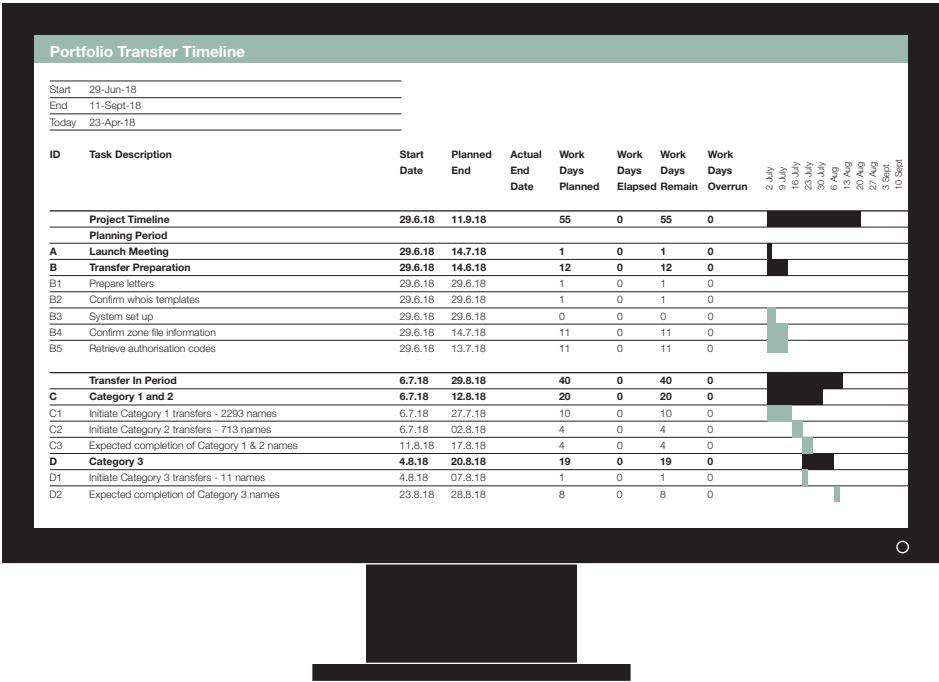 Portfolio Transfer Timeline
Start 29-Jun-18
End 11-Sept-18
Today 23-Apr-18
ID Task Description Start Planned Actual Work Work Work Work
Date End End Days Days Days Days
Date Planned Elapsed Remain Overrun
2 July 9 July 16 July 23 July 30 July 6 Aug 13 Aug 20 Aug 27 Aug 3 Sept 10 Sept
Project Timeline 29.6.18 11.9.18 55 0 55 0
Planning Period
A Launch Meeting 29.6.18 14.7.18 1 0 1 0
B Transfer Preparation 29.6.18 14.6.18 12 0 12 0
B1 Prepare letters 29.6.18 29.6.18 1 0 1 0
B2 Confirm whois templates 29.6.18 29.6.18 1 0 1 0
B3 System set up 29.6.18 29.6.18 0 0 0 0
B4 Confirm zone file information 29.6.18 14.7.18 11 0 11 0
B5 Retrieve authorisation codes 29.6.18 13.7.18 11 0 11 0
Transfer In Period 6.7.18 29.8.18 40 0 40 0
C Category 1 and 2 6.7.18 12.8.18 20 0 20 0
C1 Initiate Category 1 transfers - 2293 names 6.7.18 27.7.18 10 0 10 0
C2 Initiate Category 2 transfers - 713 names 6.7.18 02.8.18 4 0 4 0
C3 Expected completion of Category 1 & 2 names 11.8.18 17.8.18 4 0 4 0
D Category 3 4.8.18 20.8.18 19 0 19 0
D1 Initiate Category 3 transfers - 11 names 4.8.18 07.8.18 1 0 1 0
D2 Expected completion of Category 3 names 23.8.18 28.8.18 8 0 8 0